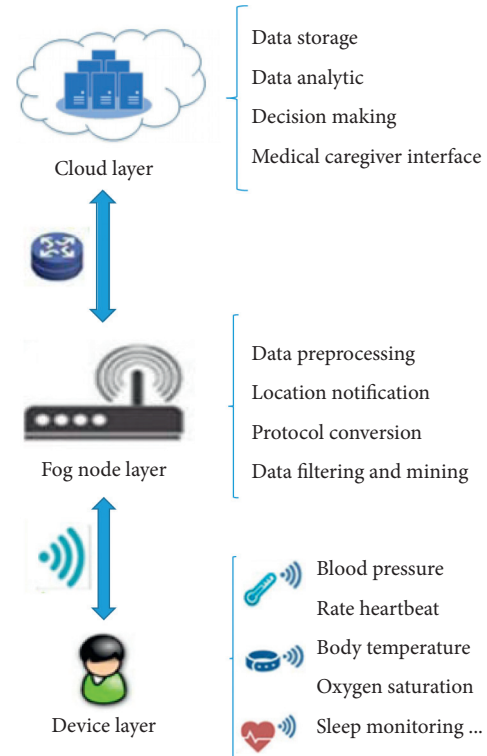 Data storage
Data analytic
Decision making
Medical caregiver interface
Cloud layer
Data preprocessing
Location notification
Protocol conversion
Data filtering and mining
Fog node layer
Blood pressure
Rate heartbeat
Body temperature
Oxygen saturation
Sleep monitoring ...
Device layer